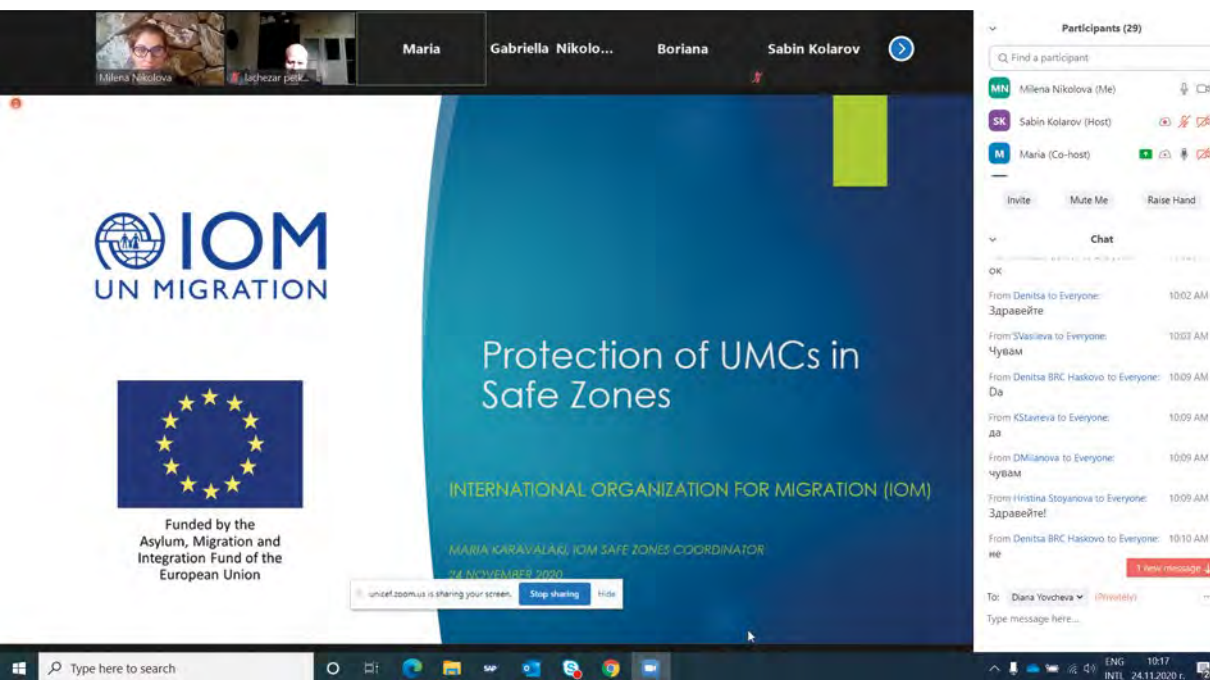 Milena Nikolova
lachezar petk...
Maria
Gabriella Nikolo...
Boriana
Sabin Kolarov
IOM
UN MIGRATION
Funded by the
Asylum, Migration and
Integration Fund of the
European Union
Protection of UMCs in
Safe Zones
INTERNATIONAL ORGANIZATION FOR MIGRATION (IOM)
MARIA KARAVALAKI, IOM SAFE ZONES COORDINATOR
24 NOVEMBER 2020
unicef.zoom.us is sharing your screen.
Stop sharing
Hide
Participants (29)
Find a participant
MN Milena Nikolova (Me)
SK Sabin Kolarov (Host)
M Maria (Co-host)
Invite Mute Me Raise Hand
Chat
ок
From Denitsa to Everyone: 10:02 AM
Здравейте
From SVasileva to Everyone: 10:03 AM
Чувам
From Denitsa BRC Haskovo to Everyone: 10:09 AM
Da
From KStavreva to Everyone: 10:09 AM
да
From DMilanova to Everyone: 10:09 AM
чувам
From Hristina Stoyanova to Everyone: 10:09 AM
Здравейте!
From Denitsa BRC Haskovo to Everyone: 10:10 AM
не
1 new message
To: Diana Yovcheva (Privately)
Type message here...
Type here to search
SAP
ENG 10:17
INTL 24.11.2020 г.